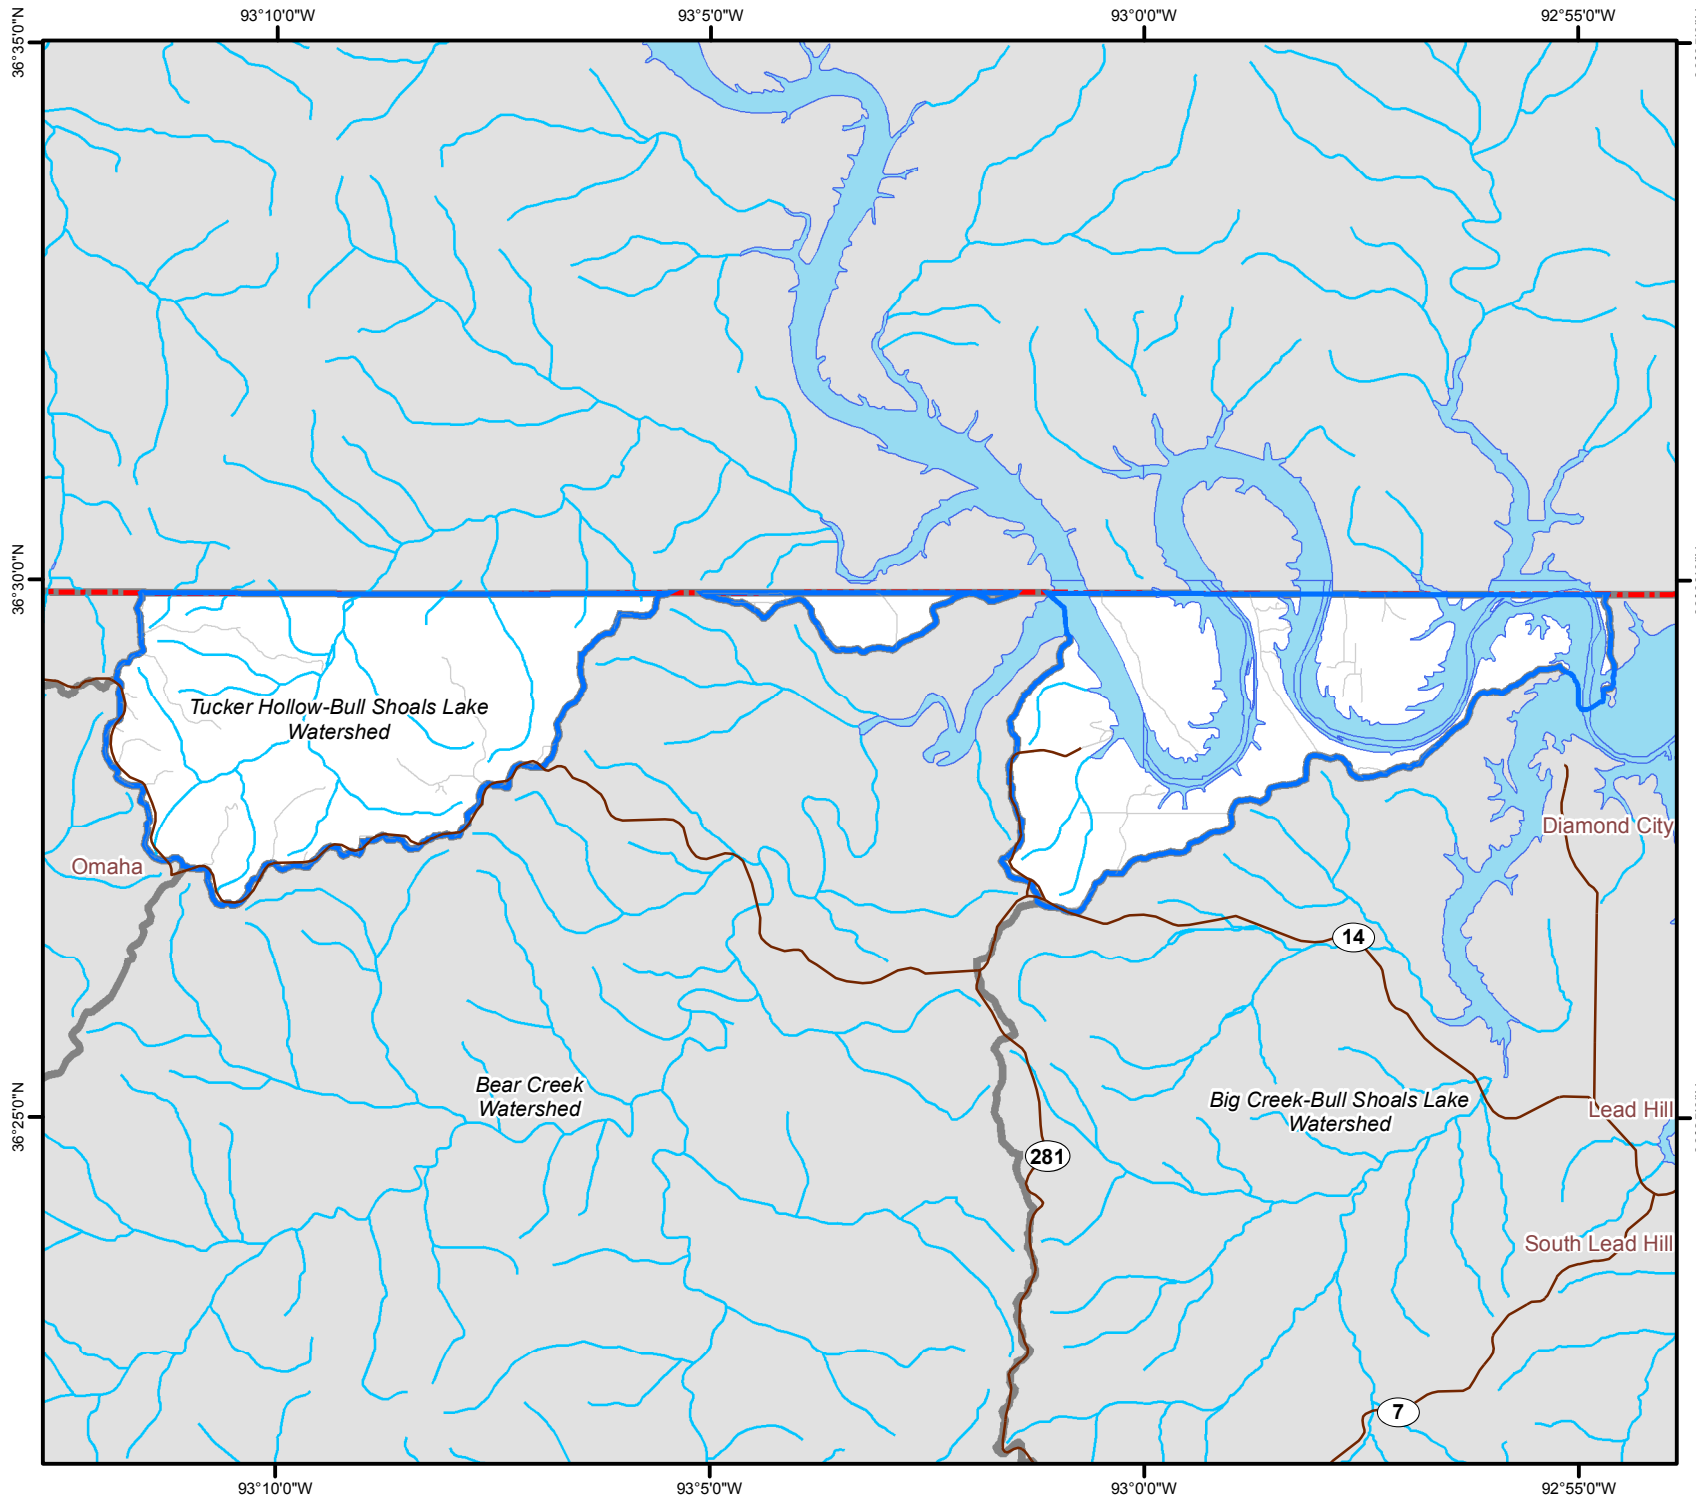 93°10'0"W
93°5'0"W
93°0'0"W
92°55'0"W
36°35'0"N
36°30'0"N
Tucker Hollow-Bull Shoals Lake
Watershed
Diamond City
Omaha
14
Bear Creek
Watershed
Big Creek-Bull Shoals Lake
Watershed
Lead Hill
36°25'0"N
281
South Lead Hill
7
93°10'0"W
93°5'0"W
93°0'0"W
92°55'0"W